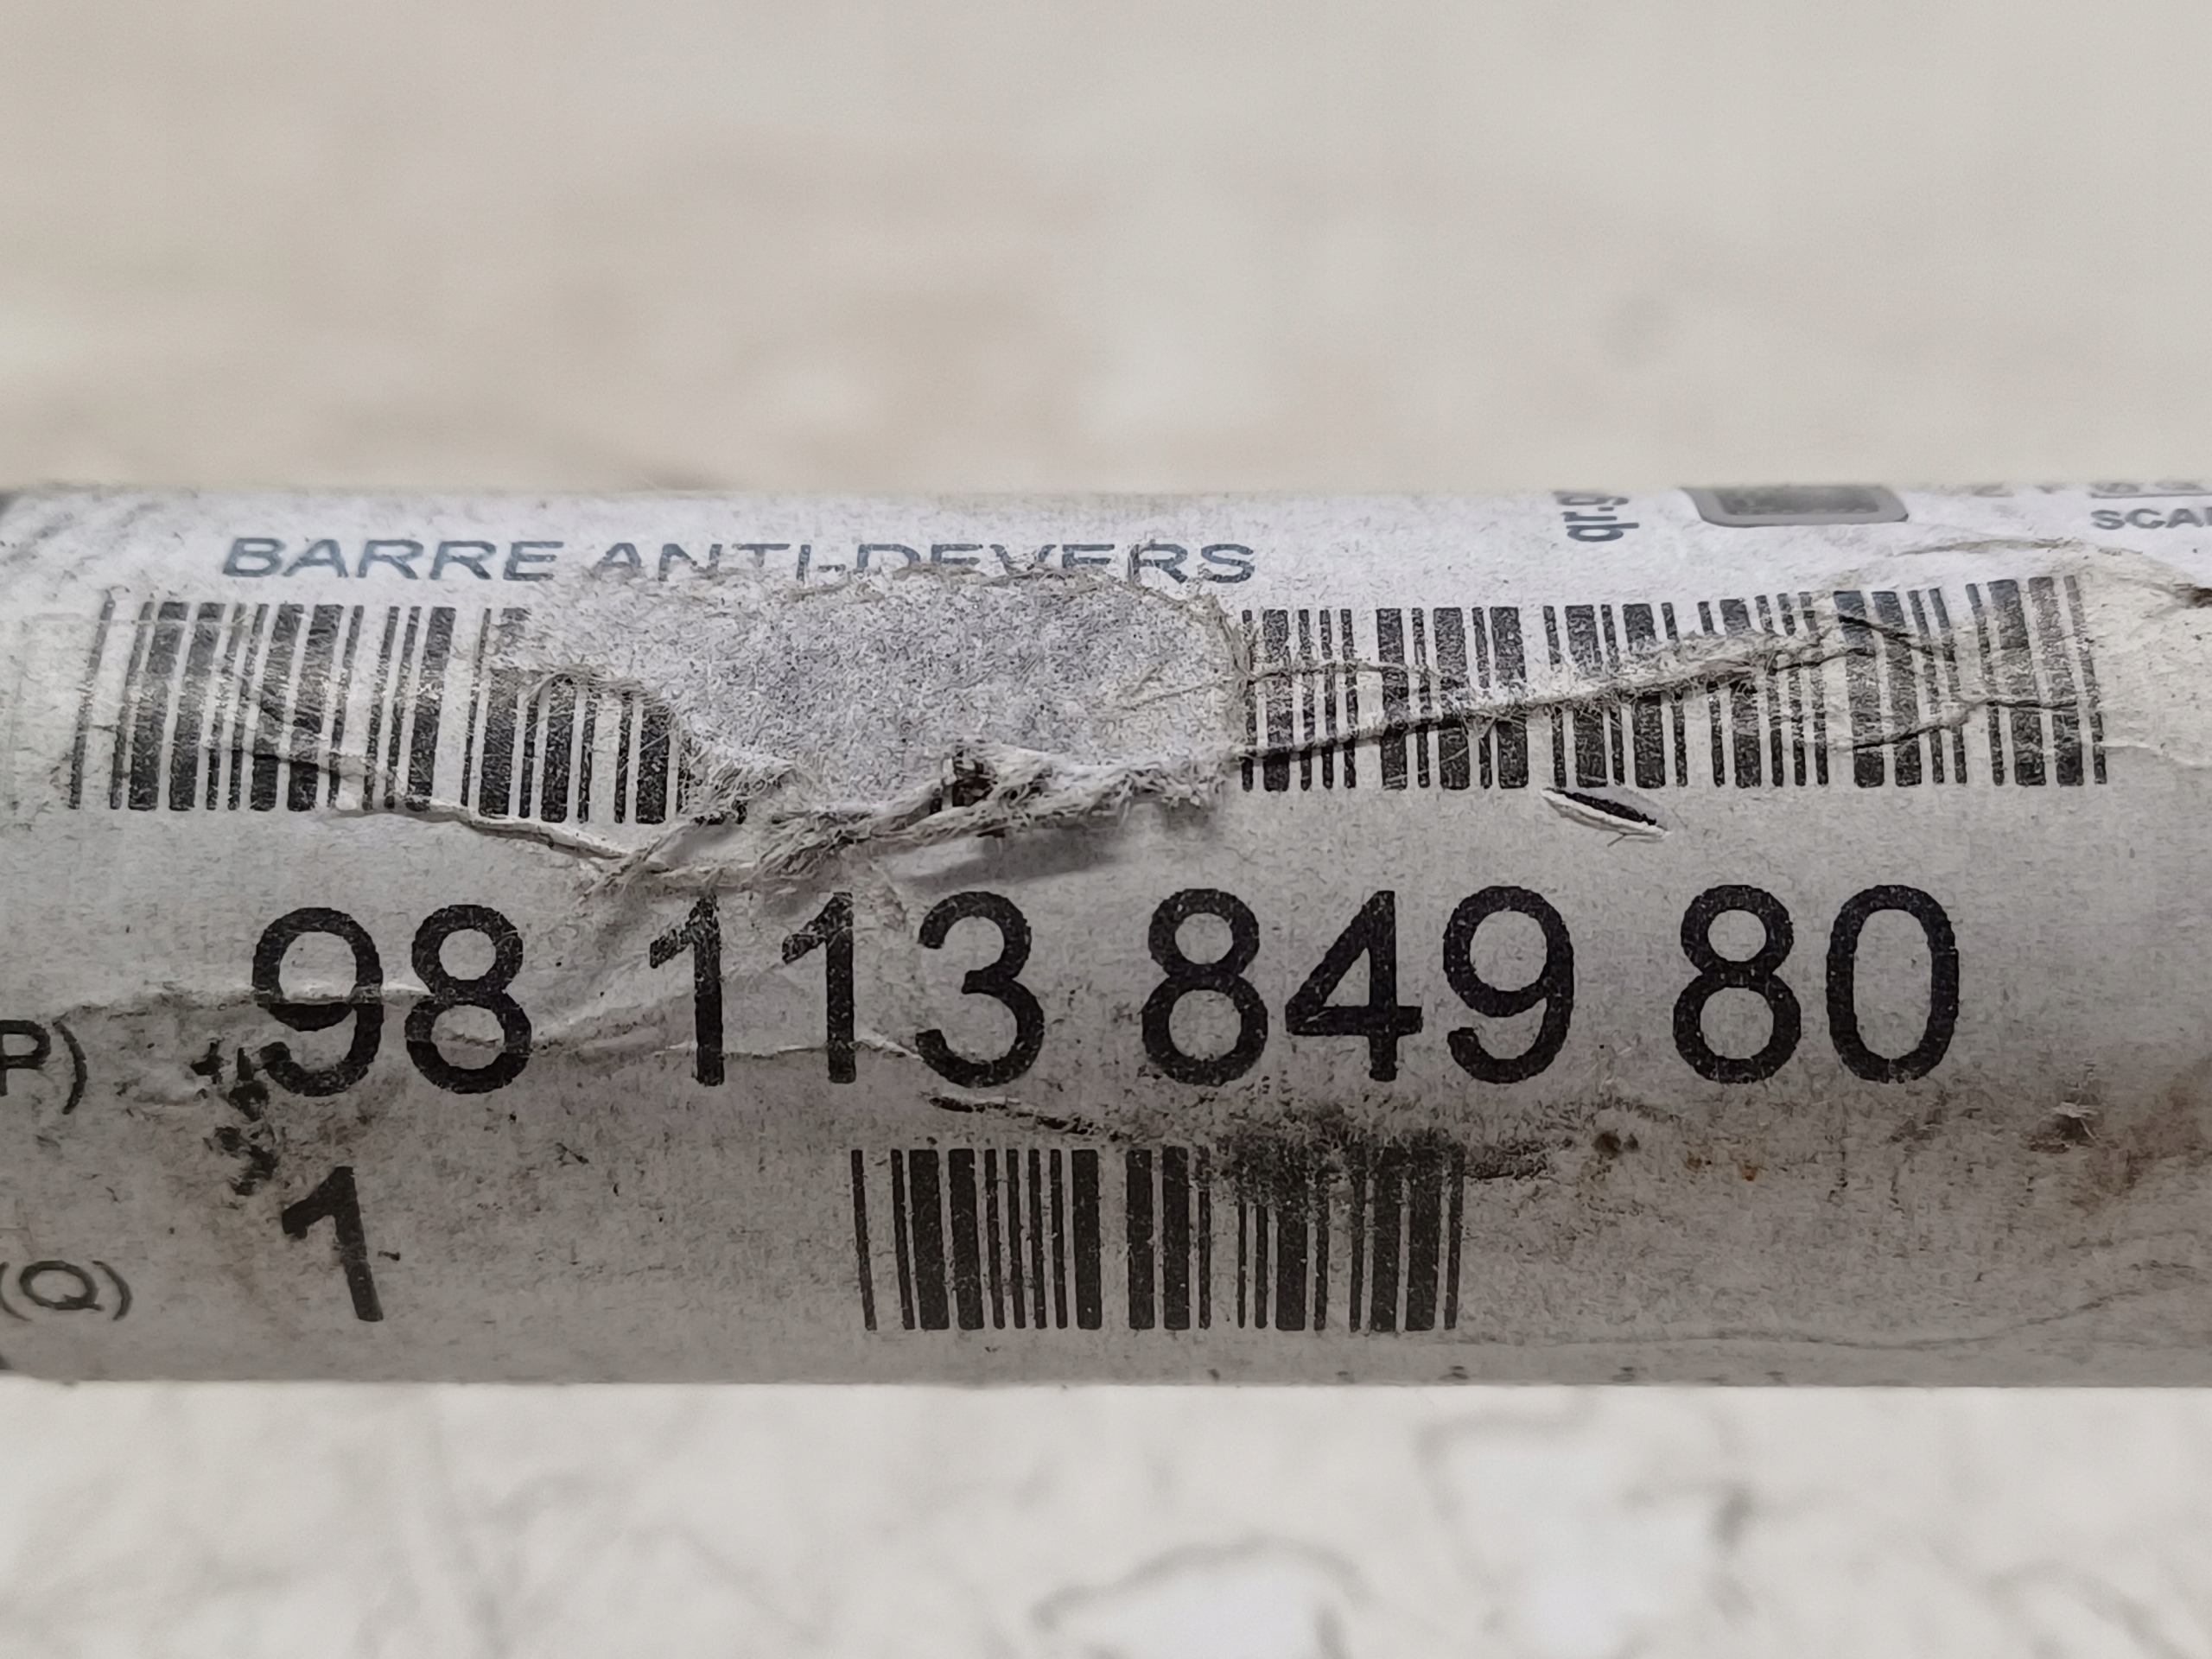 BARRE ANTI-DEVERS
SCA
98 113 849 80
P)
1
(Q)